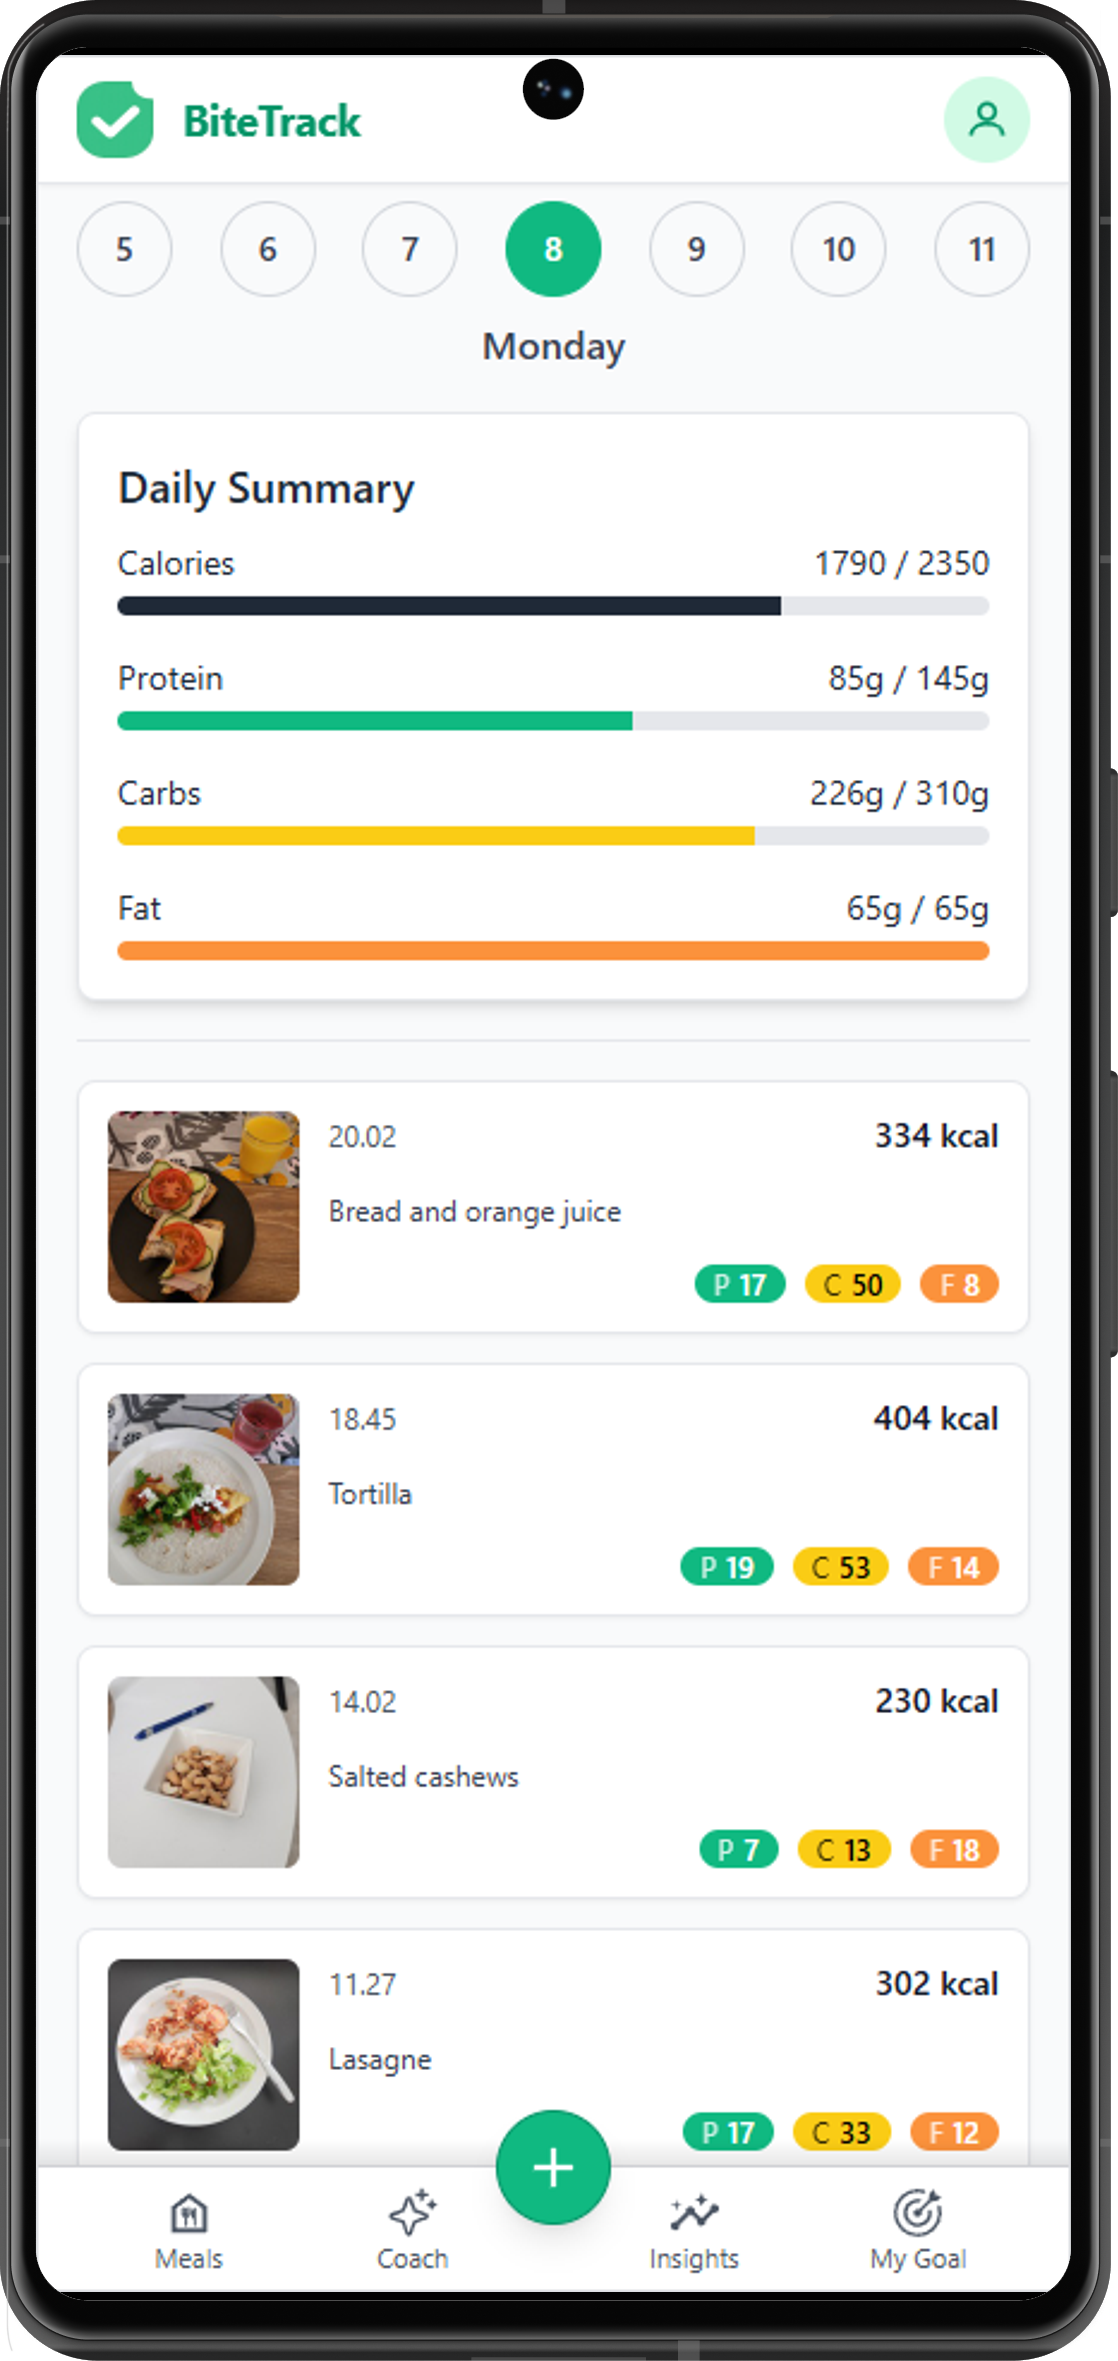 BiteTrack
5 6 7 8 9 10 11
Monday
Daily Summary
Calories 1790 / 2350
Protein 85g / 145g
Carbs 226g / 310g
Fat 65g / 65g
20.02 334 kcal
Bread and orange juice
P 17 C 50 F 8
18.45 404 kcal
Tortilla
P 19 C 53 F 14
14.02 230 kcal
Salted cashews
P 7 C 13 F 18
11.27 302 kcal
Lasagne
P 17 C 33 F 12
+
Meals Coach Insights My Goal